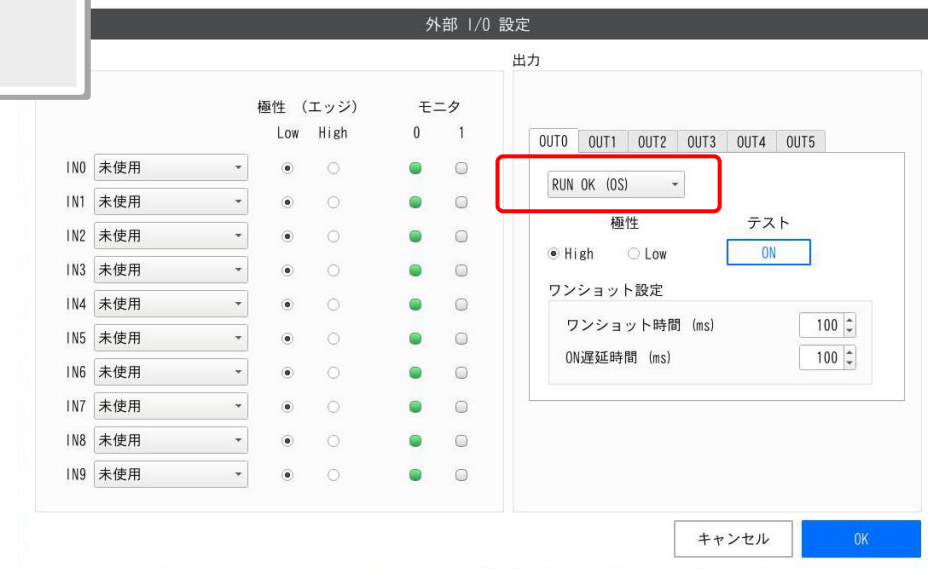 外部 I/O 設定
極性 (エッジ) モニタ
Low High 0 1
IN0 未使用
IN1 未使用
IN2 未使用
IN3 未使用
IN4 未使用
IN5 未使用
IN6 未使用
IN7 未使用
IN8 未使用
IN9 未使用
出力
OUT0 OUT1 OUT2 OUT3 OUT4 OUT5
RUN OK (OS)
極性 テスト
High Low ON
ワンショット設定
ワンショット時間 (ms) 100
ON遅延時間 (ms) 100
キャンセル OK